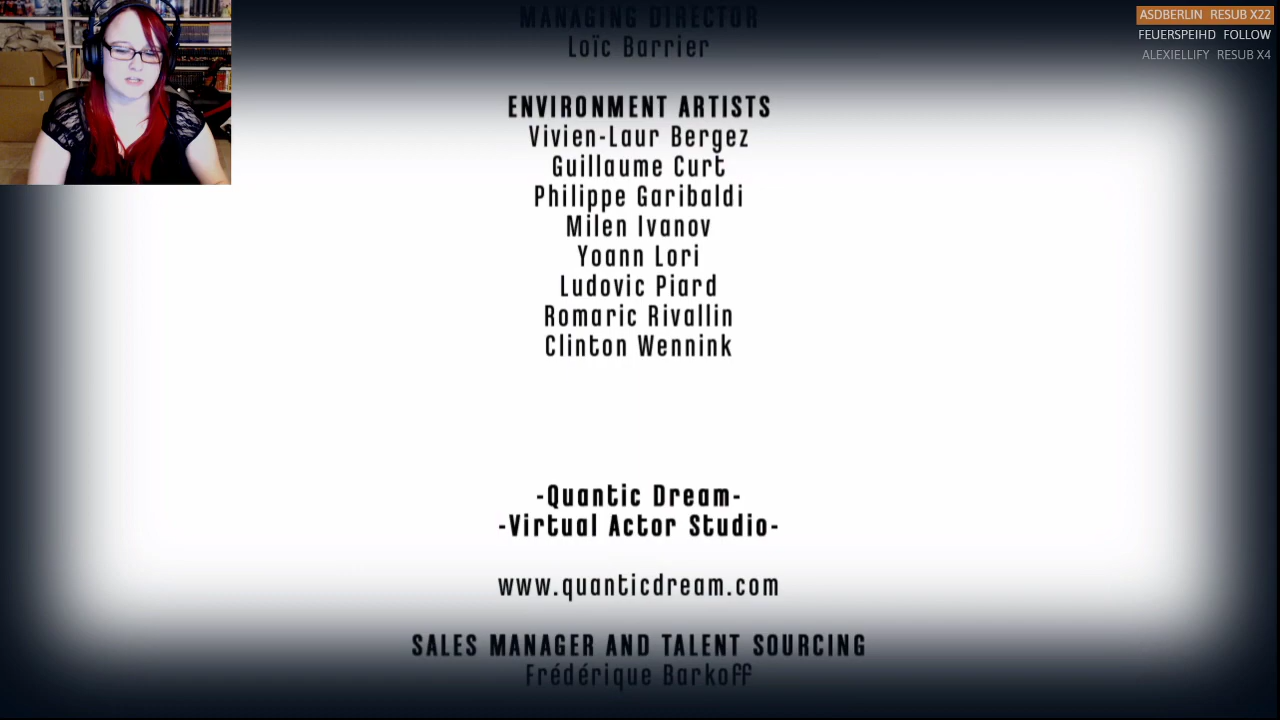 MANAGING DIRECTOR
Loïc Barrier
ENVIRONMENT ARTISTS
Vivien-Laur Bergez
Guillaume Curt
Philippe Garibaldi
Milen Ivanov
Yoann Lori
Ludovic Piard
Romaric Rivallin
Clinton Wennink
-Quantic Dream-
-Virtual Actor Studio-
www.quanticdream.com
SALES MANAGER AND TALENT SOURCING
Frédérique Barkoff
ASDBERLIN RESUB X22
FEUERSPEIHD FOLLOW
ALEXIELLIFY RESUB X4